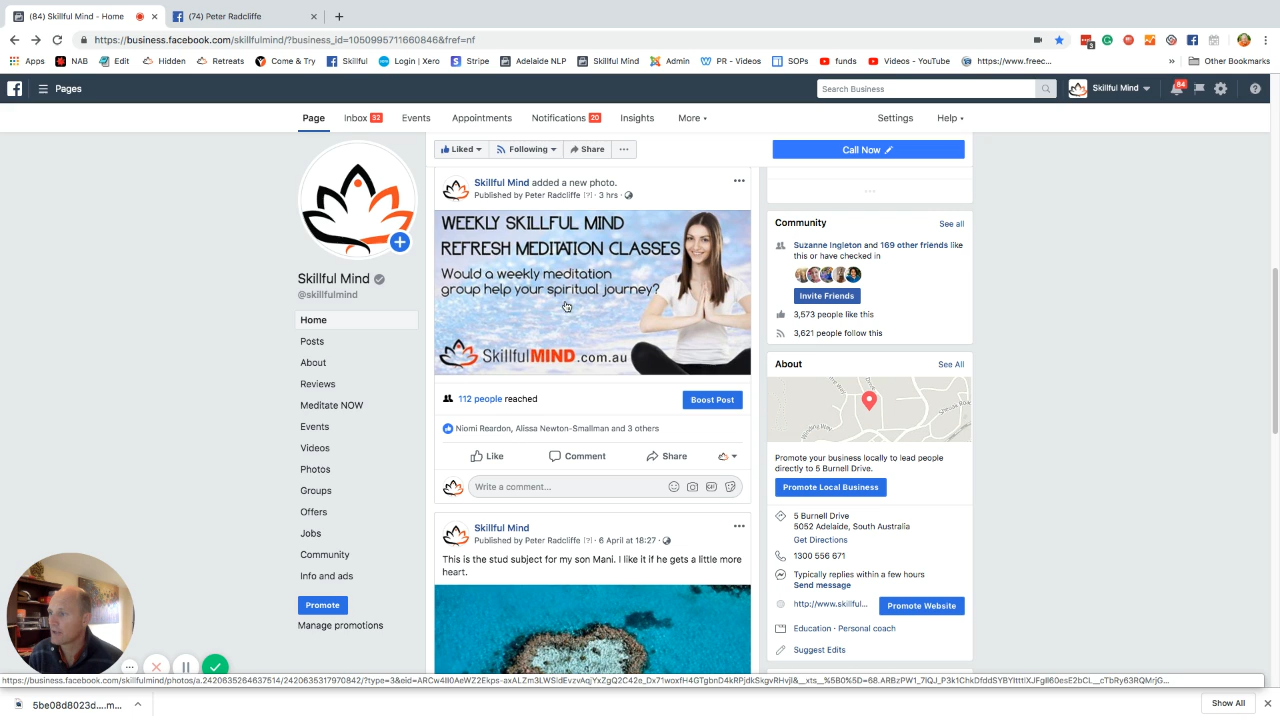 (84) Skillful Mind - Home
(74) Peter Radcliffe
https://business.facebook.com/skillfulmind/?business_id=1050995711660846&fref=nf
Apps
NAB
Edit
Hidden
Retreats
Come & Try
Skillful
Login | Xero
Stripe
Adelaide NLP
Skillful Mind
Admin
PR - Videos
SOPs
funds
Videos - YouTube
https://www.freec...
»
Other Bookmarks
Pages
Search Business
Skillful Mind
84
Page
Inbox 32
Events
Appointments
Notifications 20
Insights
More
Settings
Help
Liked
Following
Share
...
Call Now
Skillful Mind
@skillfulmind
Home
Posts
About
Reviews
Meditate NOW
Events
Videos
Photos
Groups
Offers
Jobs
Community
Info and ads
Promote
Manage promotions
Skillful Mind added a new photo.
Published by Peter Radcliffe [?] · 3 hrs ·
WEEKLY SKILLFUL MIND
REFRESH MEDITATION CLASSES
Would a weekly meditation
group help your spiritual journey?
SkillfulMIND.com.au
112 people reached
Boost Post
Niomi Reardon, Alissa Newton-Smallman and 3 others
Like
Comment
Share
Write a comment...
GIF
Skillful Mind
Published by Peter Radcliffe [?] · 6 April at 18:27 ·
This is the stud subject for my son Mani. I like it if he gets a little more
heart.
Community
See all
Suzanne Ingleton and 169 other friends like
this or have checked in
Invite Friends
3,573 people like this
3,621 people follow this
About
See All
Promote your business locally to lead people
directly to 5 Burnell Drive.
Promote Local Business
5 Burnell Drive
5052 Adelaide, South Australia
Get Directions
1300 556 671
Typically replies within a few hours
Send message
http://www.skillful...
Promote Website
Education · Personal coach
Suggest Edits
5be08d8023d....m...
Show All